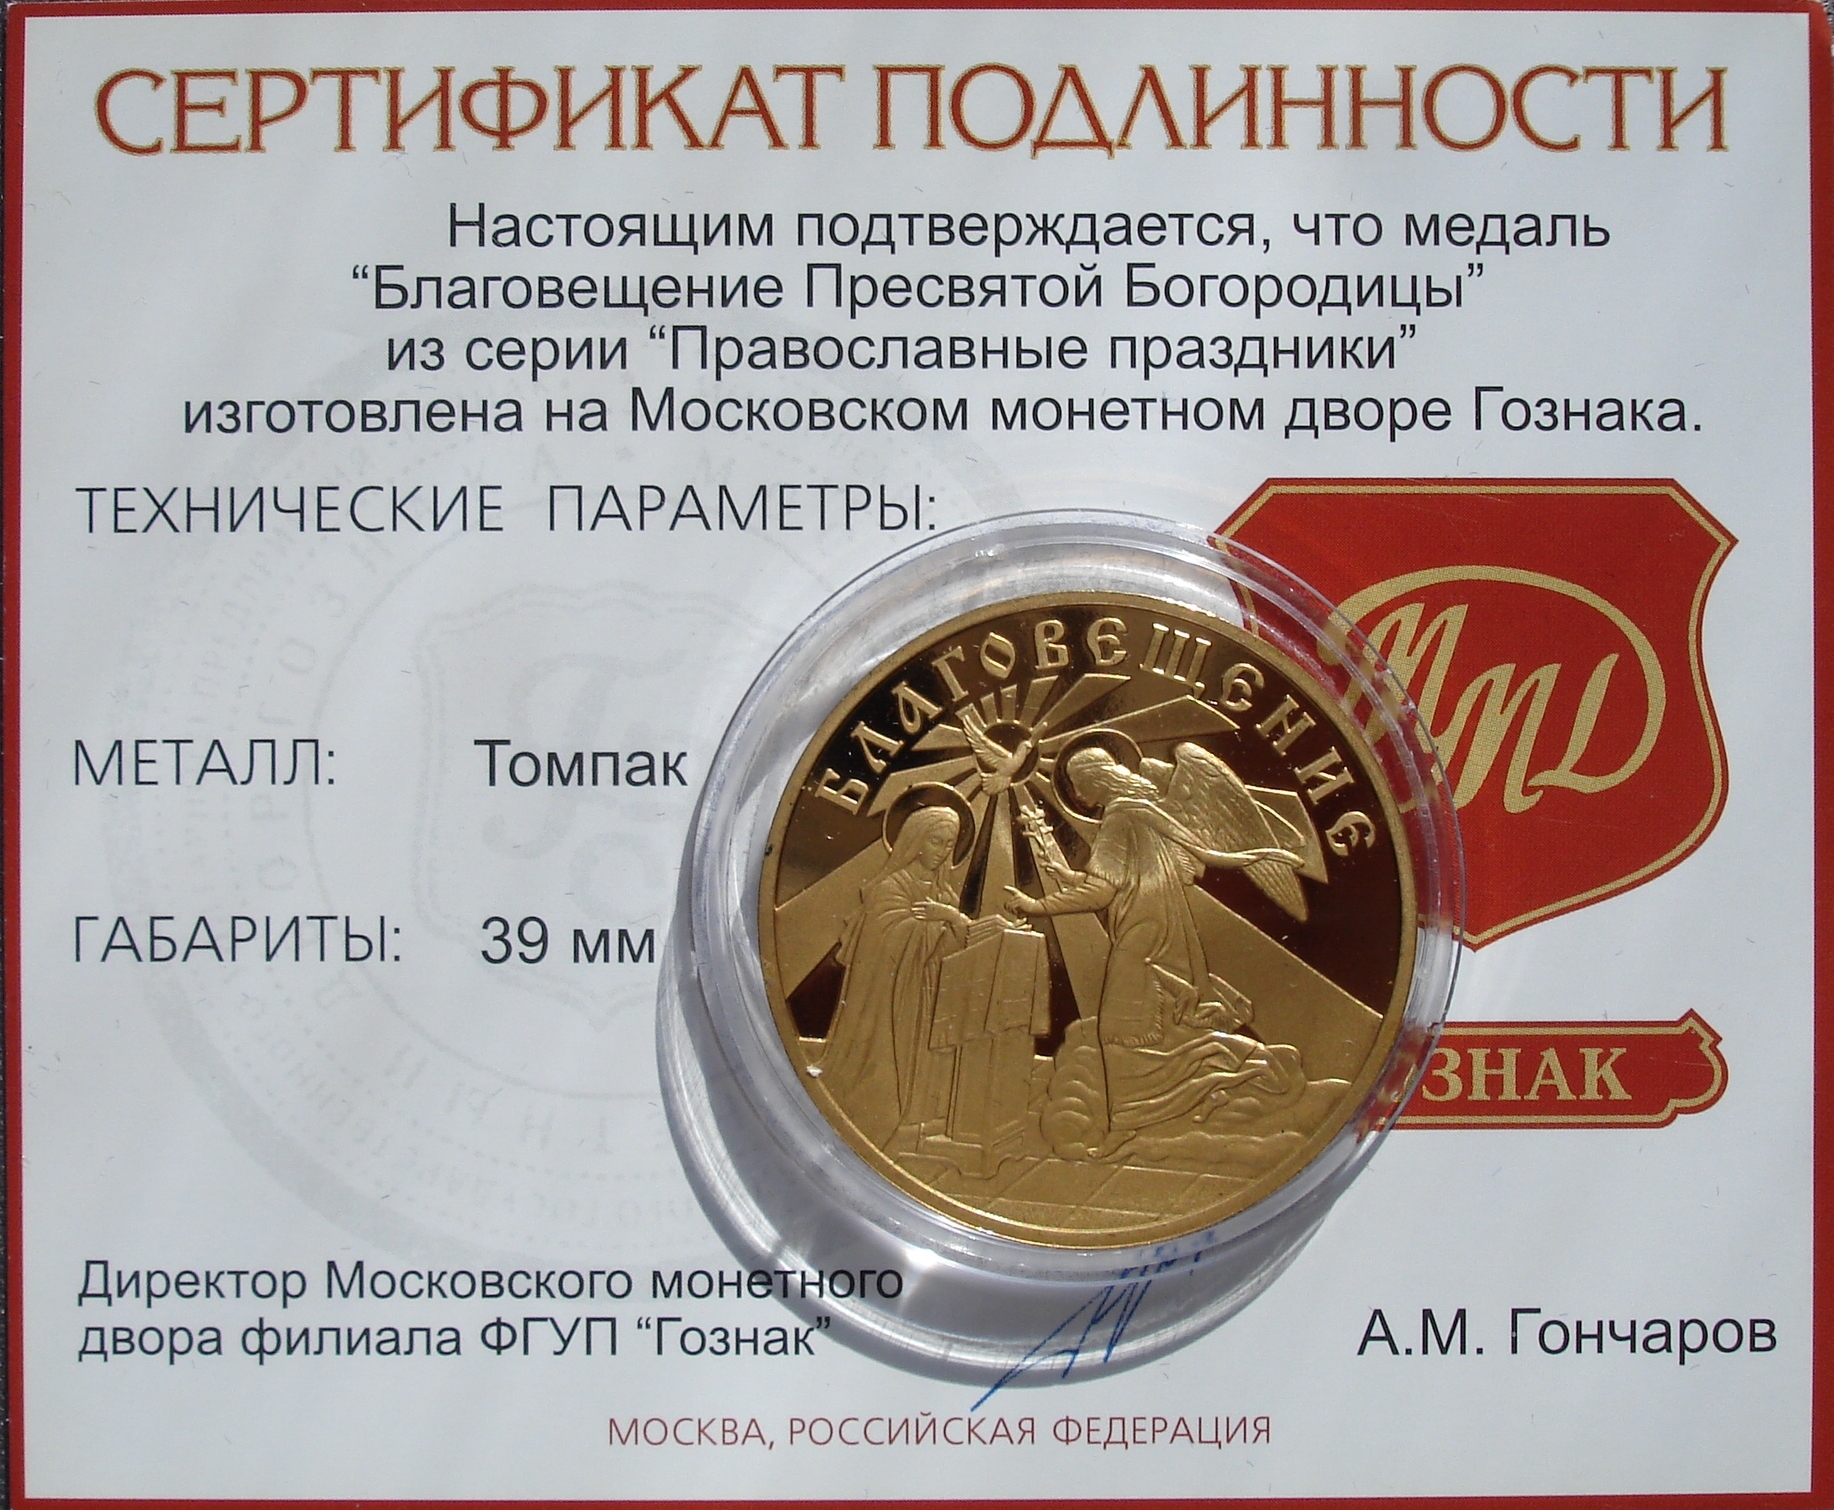 СЕРТИФИКАТ ПОДЛИННОСТИ
Настоящим подтверждается, что медаль
“Благовещение Пресвятой Богородицы”
из серии “Православные праздники”
изготовлена на Московском монетном дворе Гознака.
ТЕХНИЧЕСКИЕ ПАРАМЕТРЫ:
МЕТАЛЛ: Томпак
ГАБАРИТЫ: 39 мм
БЛАГОВЕЩЕНИЕ
ММД
ЗНАК
Директор Московского монетного
двора филиала ФГУП “Гознак”
А.М. Гончаров
МОСКВА, РОССИЙСКАЯ ФЕДЕРАЦИЯ